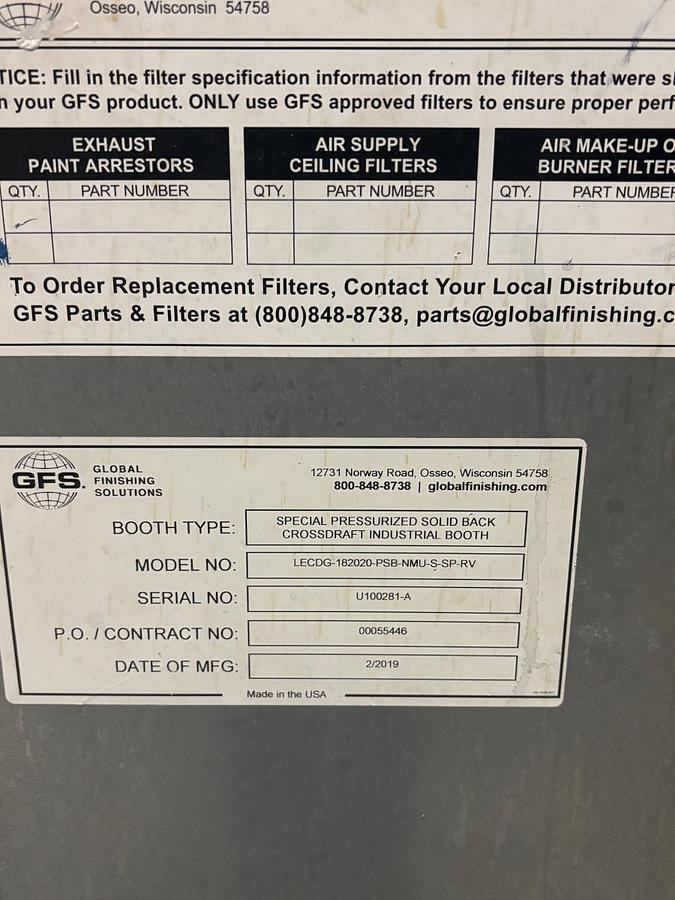 Osseo, Wisconsin 54758
TICE: Fill in the filter specification information from the filters that were s
h your GFS product. ONLY use GFS approved filters to ensure proper perf
EXHAUST
PAINT ARRESTORS
QTY. PART NUMBER
AIR SUPPLY
CEILING FILTERS
QTY. PART NUMBER
AIR MAKE-UP O
BURNER FILTER
QTY. PART NUMBER
To Order Replacement Filters, Contact Your Local Distributor
GFS Parts & Filters at (800)848-8738, parts@globalfinishing.c
GFS.
GLOBAL
FINISHING
SOLUTIONS
12731 Norway Road, Osseo, Wisconsin 54758
800-848-8738 | globalfinishing.com
BOOTH TYPE: SPECIAL PRESSURIZED SOLID BACK
CROSSDRAFT INDUSTRIAL BOOTH
MODEL NO: LECDG-182020-PSB-NMU-S-SP-RV
SERIAL NO: U100281-A
P.O. / CONTRACT NO: 00055446
DATE OF MFG: 2/2019
Made in the USA